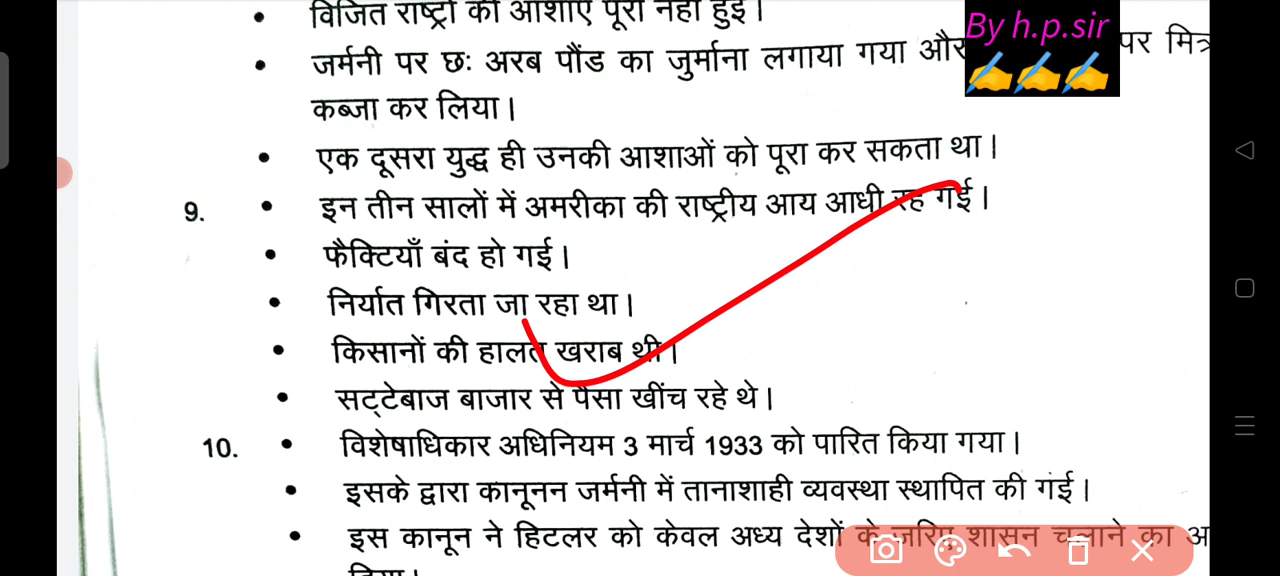 विजित राष्ट्रों की आशाएँ पूरी नहीं हुई।
By h.p.sir
जर्मनी पर छः अरब पौंड का जुर्माना लगाया गया और पर मित्र
कब्जा कर लिया।
एक दूसरा युद्ध ही उनकी आशाओं को पूरा कर सकता था।
9. इन तीन सालों में अमरीका की राष्ट्रीय आय आधी रह गई।
फैक्टियाँ बंद हो गई।
निर्यात गिरता जा रहा था।
किसानों की हालत खराब थी।
सट्टेबाज बाजार से पैसा खींच रहे थे।
10. विशेषाधिकार अधिनियम 3 मार्च 1933 को पारित किया गया।
इसके द्वारा कानूनन जर्मनी में तानाशाही व्यवस्था स्थापित की गई।
इस कानून ने हिटलर को केवल अध्य देशों के जरिए शासन चलाने का
दिया।